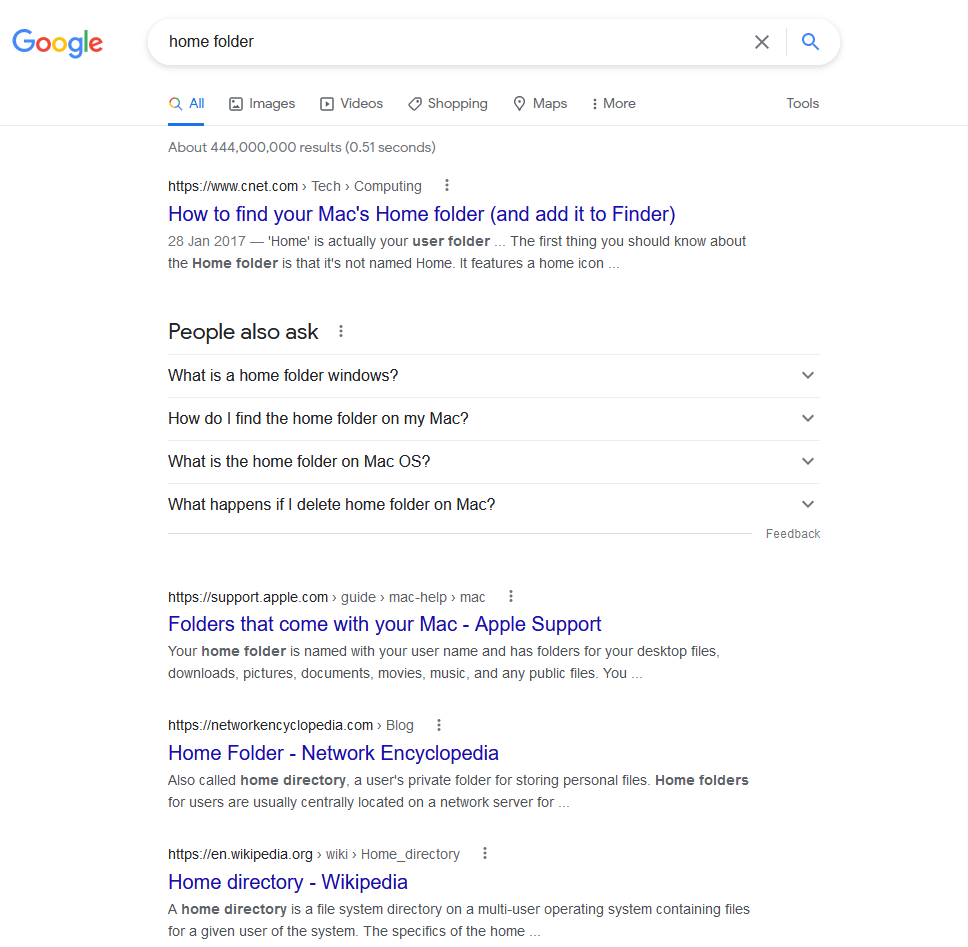 Google
home folder
All Images Videos Shopping Maps More Tools
About 444,000,000 results (0.51 seconds)
https://www.cnet.com › Tech › Computing
How to find your Mac's Home folder (and add it to Finder)
28 Jan 2017 — 'Home' is actually your user folder ... The first thing you should know about
the Home folder is that it's not named Home. It features a home icon ...
People also ask
What is a home folder windows?
How do I find the home folder on my Mac?
What is the home folder on Mac OS?
What happens if I delete home folder on Mac?
Feedback
https://support.apple.com › guide › mac-help › mac
Folders that come with your Mac - Apple Support
Your home folder is named with your user name and has folders for your desktop files,
downloads, pictures, documents, movies, music, and any public files. You ...
https://networkencyclopedia.com › Blog
Home Folder - Network Encyclopedia
Also called home directory, a user's private folder for storing personal files. Home folders
for users are usually centrally located on a network server for ...
https://en.wikipedia.org › wiki › Home_directory
Home directory - Wikipedia
A home directory is a file system directory on a multi-user operating system containing files
for a given user of the system. The specifics of the home ...